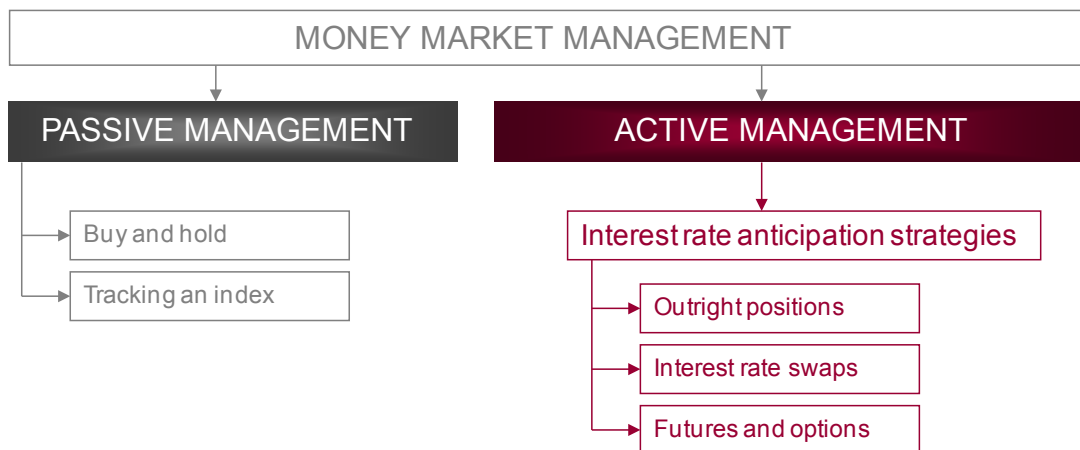 MONEY MARKET MANAGEMENT
PASSIVE MANAGEMENT
ACTIVE MANAGEMENT
Buy and hold
Tracking an index
Interest rate anticipation strategies
Outright positions
Interest rate swaps
Futures and options